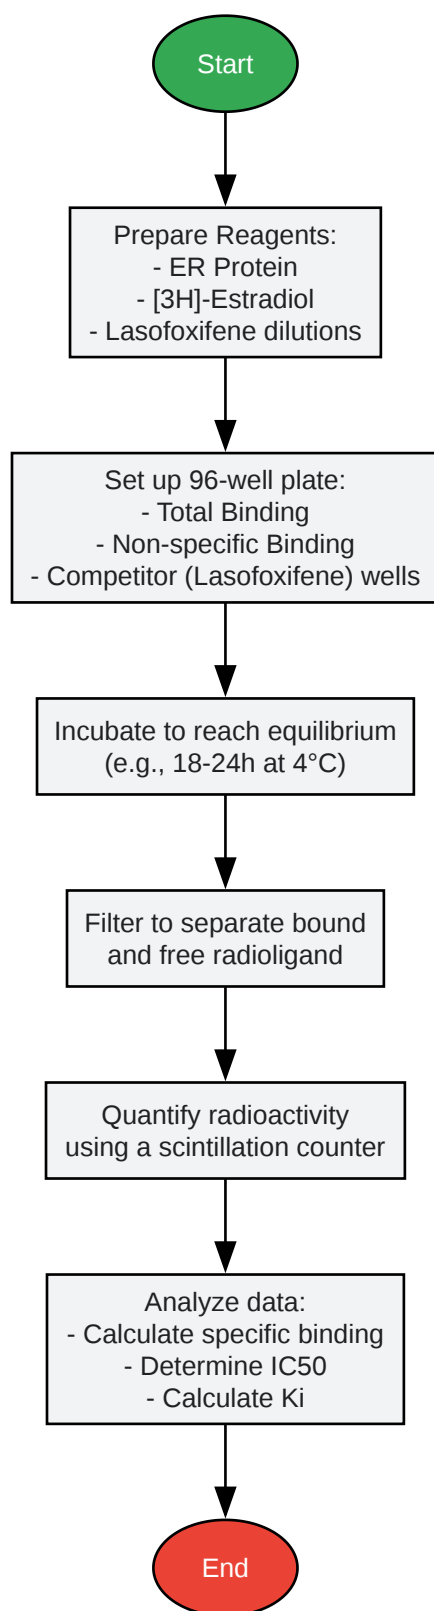 Start
Prepare Reagents:
- ER Protein
- [3H]-Estradiol
- Lasofoxifene dilutions
Set up 96-well plate:
- Total Binding
- Non-specific Binding
- Competitor (Lasofoxifene) wells
Incubate to reach equilibrium
(e.g., 18-24h at 4°C)
Filter to separate bound
and free radioligand
Quantify radioactivity
using a scintillation counter
Analyze data:
- Calculate specific binding
- Determine IC50
- Calculate Ki
End